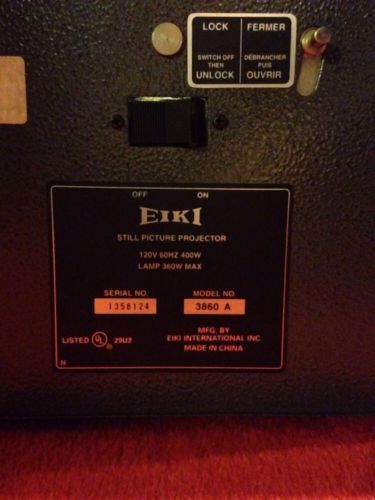 LOCK
SWITCH OFF
THEN
UNLOCK
FERMER
DÉBRANCHER
PUIS
OUVRIR
OFF ON
EIKI
STILL PICTURE PROJECTOR
120V 60HZ 400W
LAMP 360W MAX
SERIAL NO. MODEL NO.
1358124 3860 A
LISTED UL ® 29U2
MFG. BY
EIKI INTERNATIONAL INC.
MADE IN CHINA
N